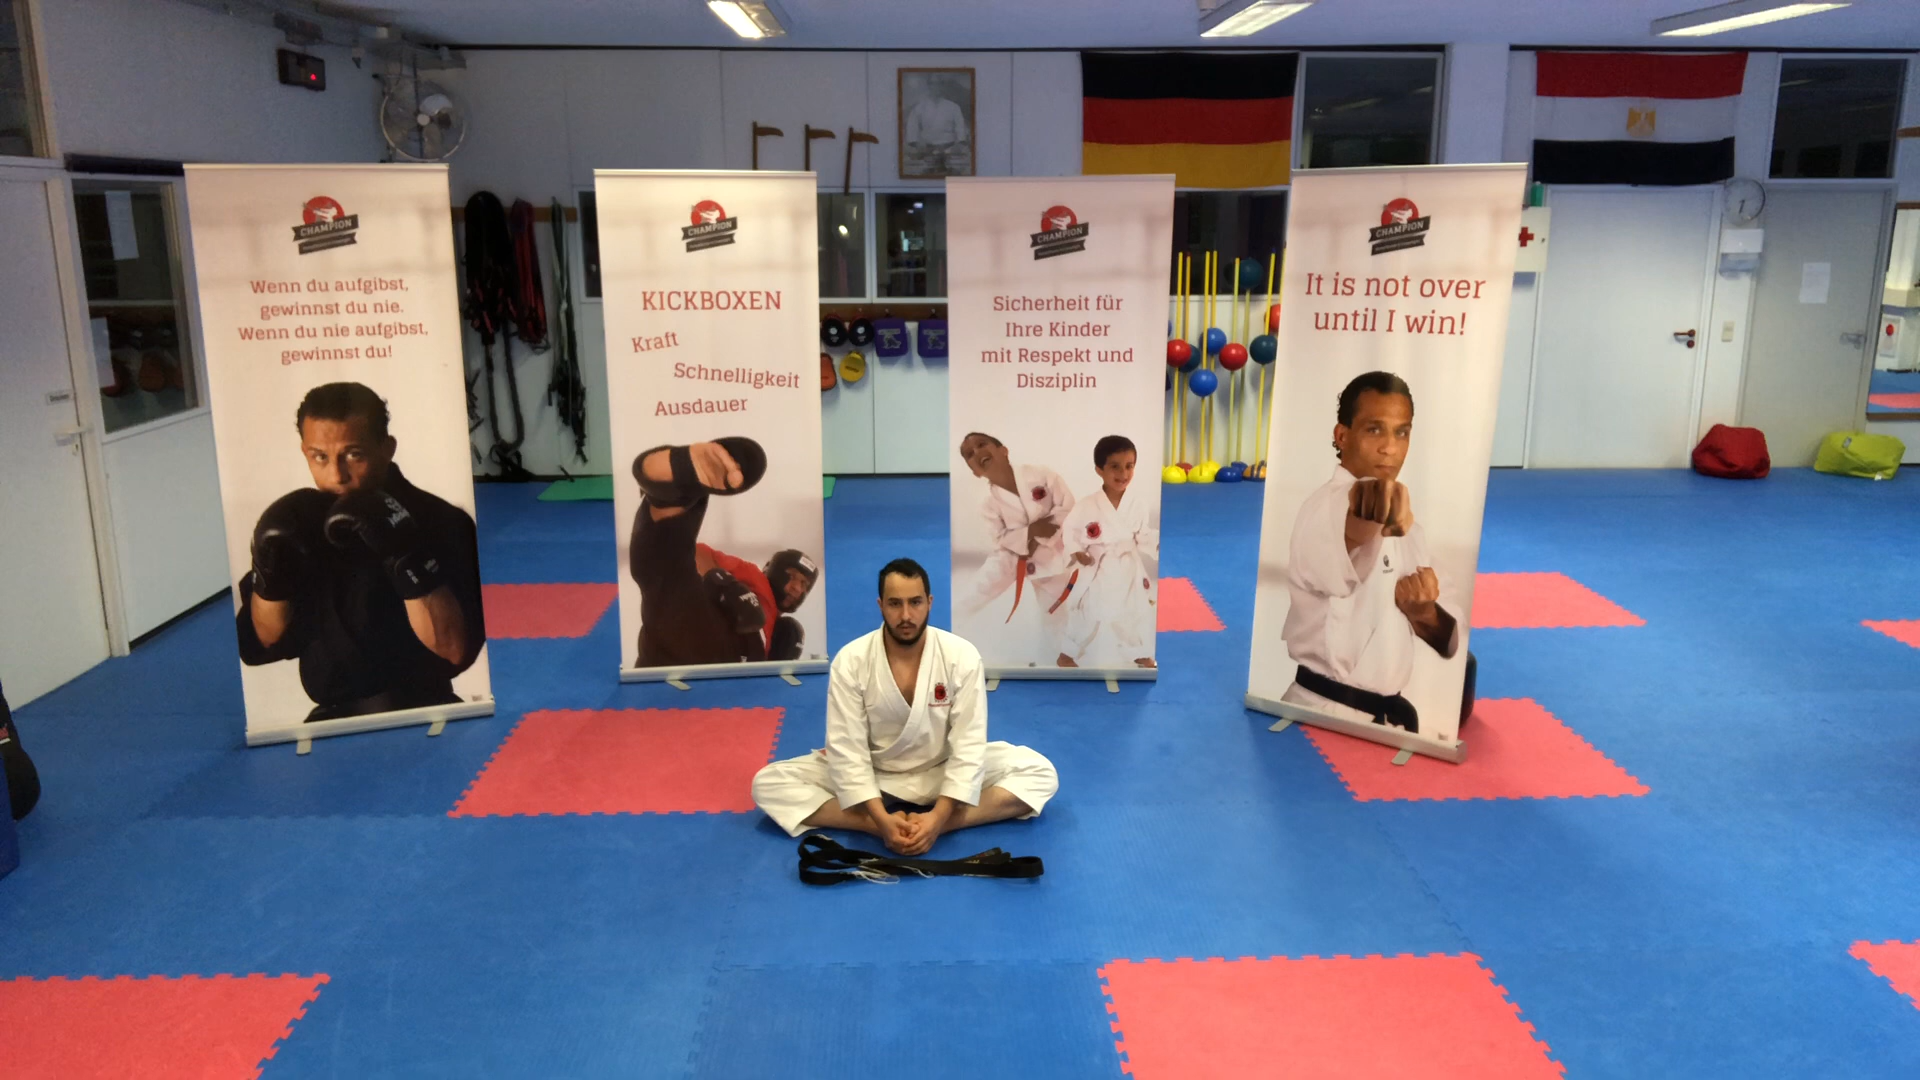 CHAMPION
Wenn du aufgibst,
gewinnst du nie.
Wenn du nie aufgibst,
gewinnst du!
CHAMPION
KICKBOXEN
Kraft
Schnelligkeit
Ausdauer
CHAMPION
Sicherheit für
Ihre Kinder
mit Respekt und
Disziplin
CHAMPION
It is not over
until I win!